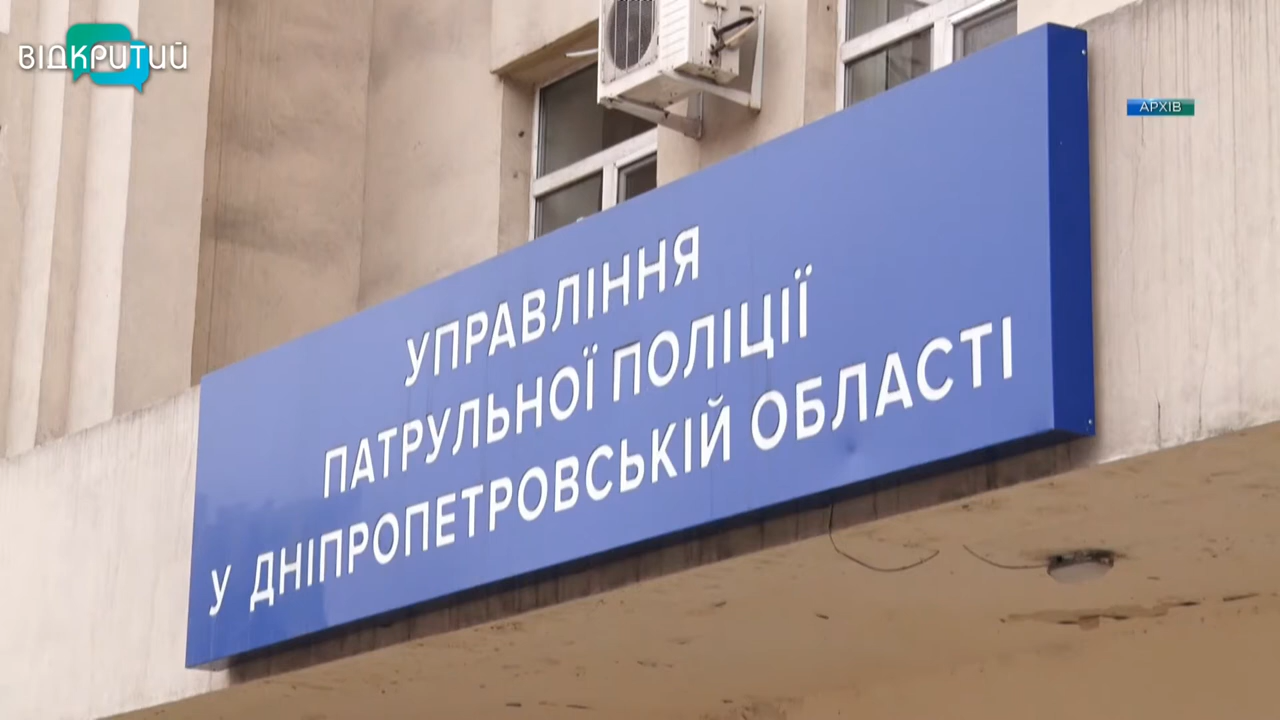 ВІДКРИТИЙ
АРХІВ
УПРАВЛІННЯ
ПАТРУЛЬНОЇ ПОЛІЦІЇ
У ДНІПРОПЕТРОВСЬКІЙ ОБЛАСТІ